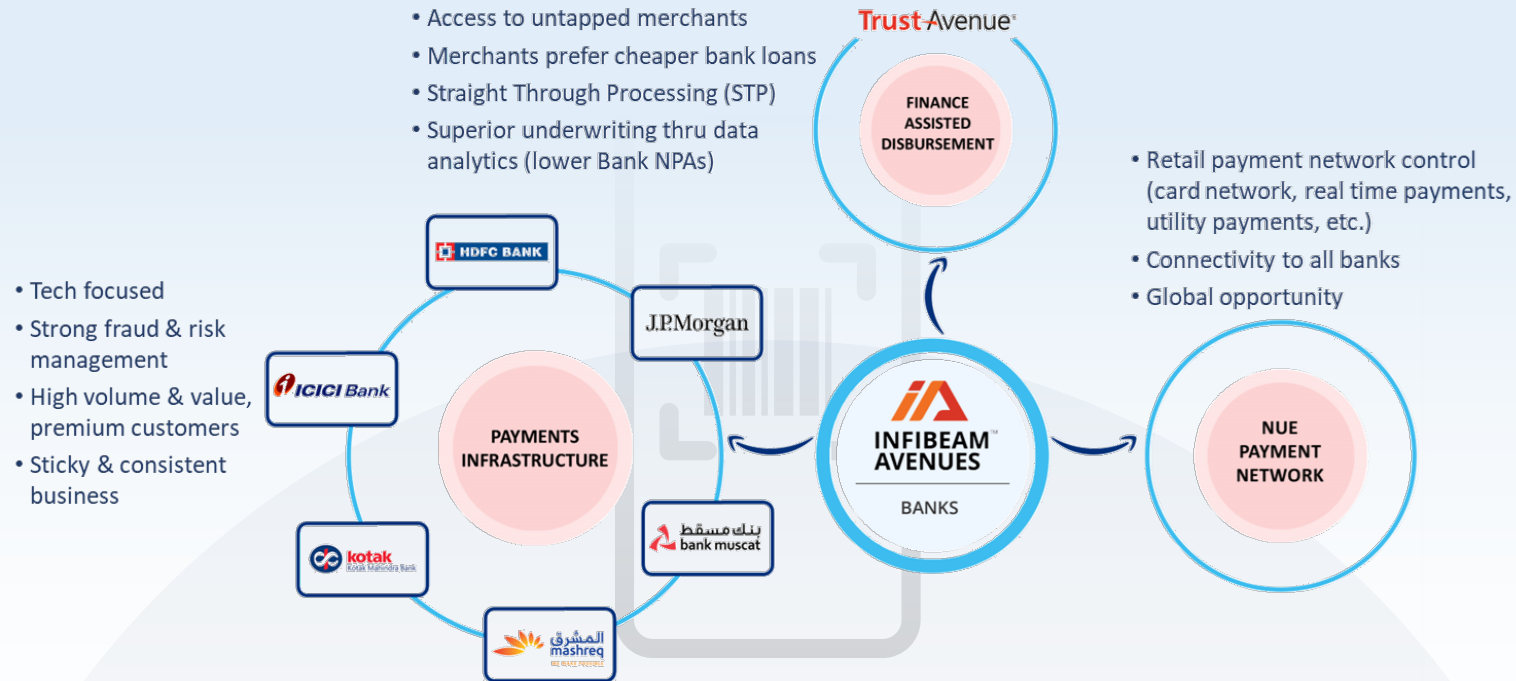 • Access to untapped merchants
• Merchants prefer cheaper bank loans
• Straight Through Processing (STP)
• Superior underwriting thru data
analytics (lower Bank NPAs)
Trust Avenue
FINANCE
ASSISTED
DISBURSEMENT
• Retail payment network control
(card network, real time payments,
utility payments, etc.)
• Connectivity to all banks
• Global opportunity
• Tech focused
• Strong fraud & risk
management
• High volume & value,
premium customers
• Sticky & consistent
business
HDFC BANK
J.P.Morgan
ICICI Bank
PAYMENTS
INFRASTRUCTURE
بنك مسقط
bank muscat
kotak
Kotak Mahindra Bank
المشرق
mashreq
INFIBEAM™
AVENUES
BANKS
NUE
PAYMENT
NETWORK